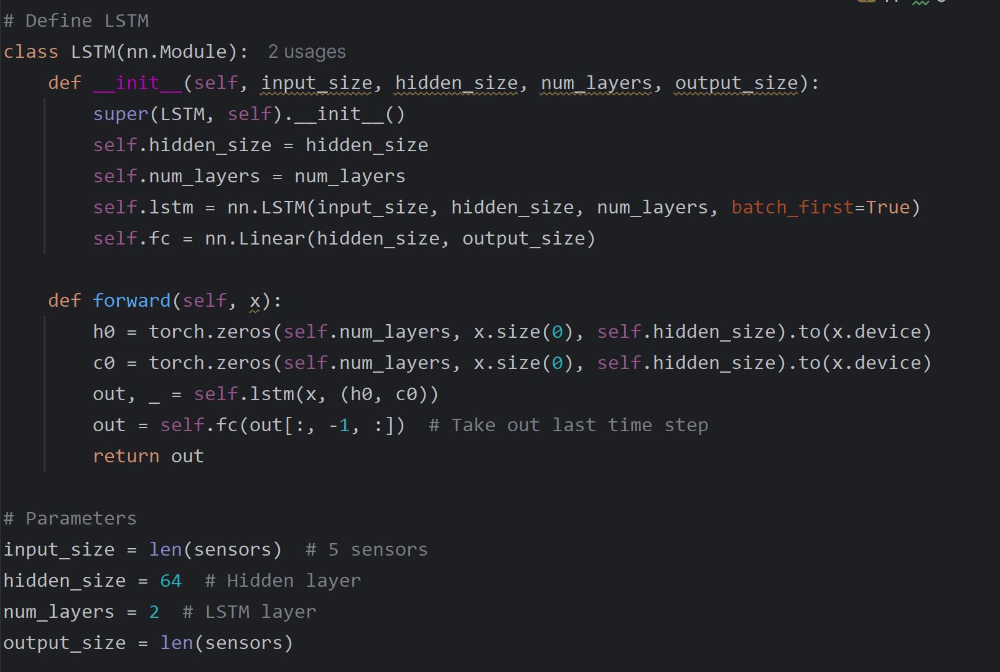 # Define LSTM
class LSTM(nn.Module):  2 usages
    def __init__(self, input_size, hidden_size, num_layers, output_size):
        super(LSTM, self).__init__()
        self.hidden_size = hidden_size
        self.num_layers = num_layers
        self.lstm = nn.LSTM(input_size, hidden_size, num_layers, batch_first=True)
        self.fc = nn.Linear(hidden_size, output_size)

    def forward(self, x):
        h0 = torch.zeros(self.num_layers, x.size(0), self.hidden_size).to(x.device)
        c0 = torch.zeros(self.num_layers, x.size(0), self.hidden_size).to(x.device)
        out, _ = self.lstm(x, (h0, c0))
        out = self.fc(out[:, -1, :])  # Take out last time step
        return out

# Parameters
input_size = len(sensors)  # 5 sensors
hidden_size = 64  # Hidden layer
num_layers = 2  # LSTM layer
output_size = len(sensors)